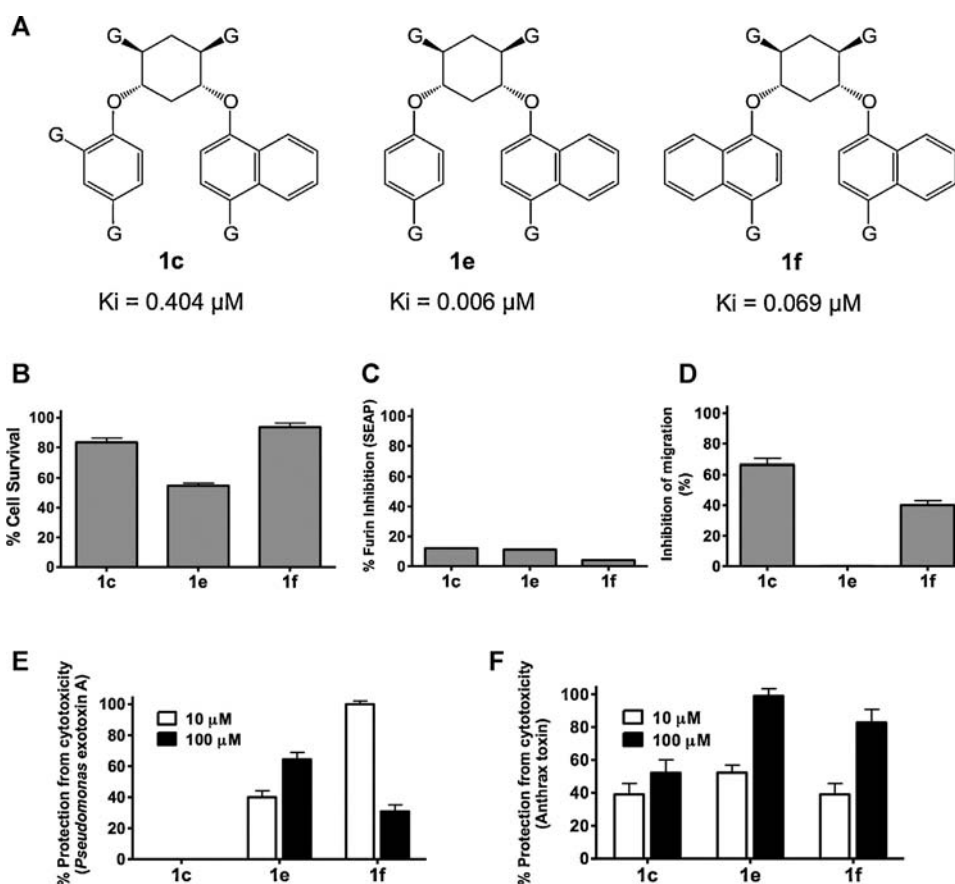 A
G G
O O
G
G G
1c
Ki = 0.404 μM
G G
O O
G G
1e
Ki = 0.006 μM
G G
O O
G G
1f
Ki = 0.069 μM
B
% Cell Survival
100
80
60
40
20
0
1c 1e 1f
C
% Furin Inhibition (SEAP)
100
80
60
40
20
0
1c 1e 1f
D
Inhibition of migration
(%)
100
80
60
40
20
0
1c 1e 1f
E
% Protection from cytotoxicity
(Pseudomonas exotoxin A)
100
80
60
40
20
0
10 μM
100 μM
1c 1e 1f
F
% Protection from cytotoxicity
(Anthrax toxin)
100
80
60
40
20
0
10 μM
100 μM
1c 1e 1f